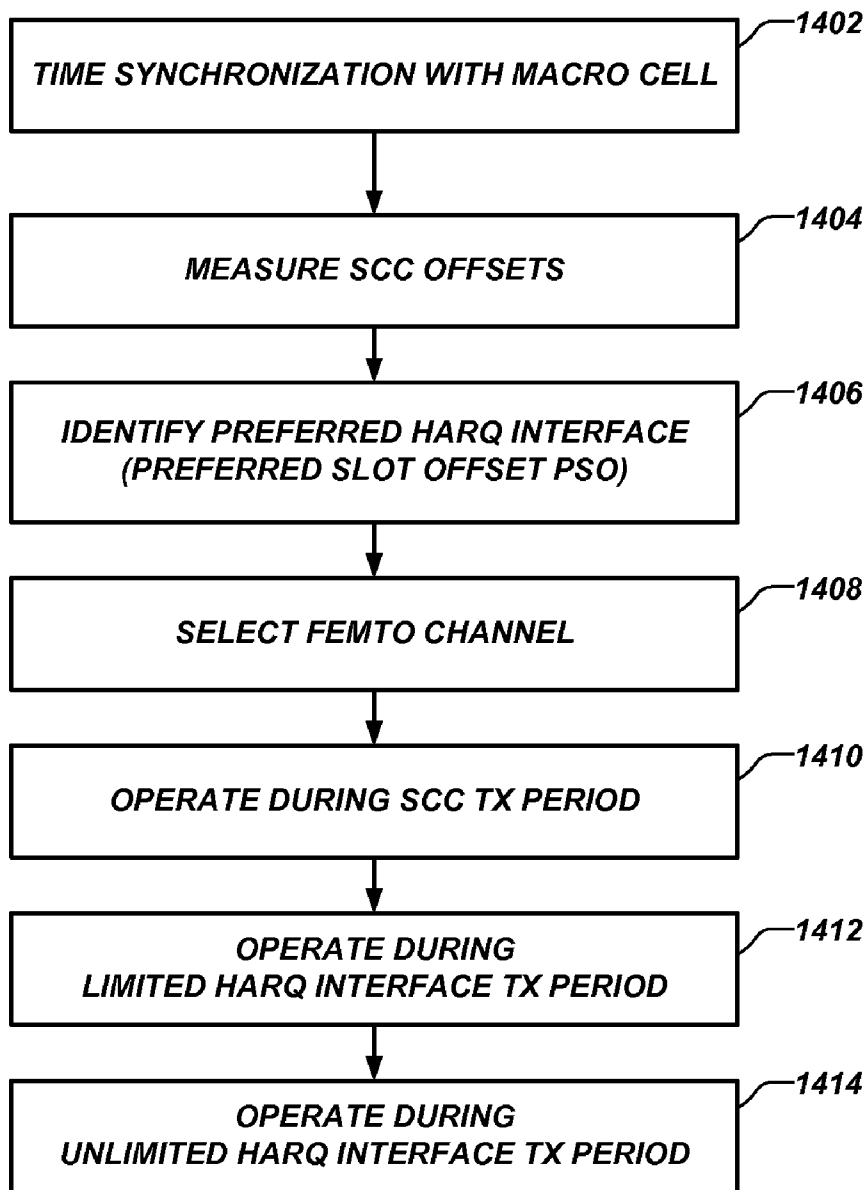 1402
TIME SYNCHRONIZATION WITH MACRO CELL
1404
MEASURE SCC OFFSETS
1406
IDENTIFY PREFERRED HARQ INTERFACE
(PREFERRED SLOT OFFSET PSO)
1408
SELECT FEMTO CHANNEL
1410
OPERATE DURING SCC TX PERIOD
1412
OPERATE DURING
LIMITED HARQ INTERFACE TX PERIOD
1414
OPERATE DURING
UNLIMITED HARQ INTERFACE TX PERIOD